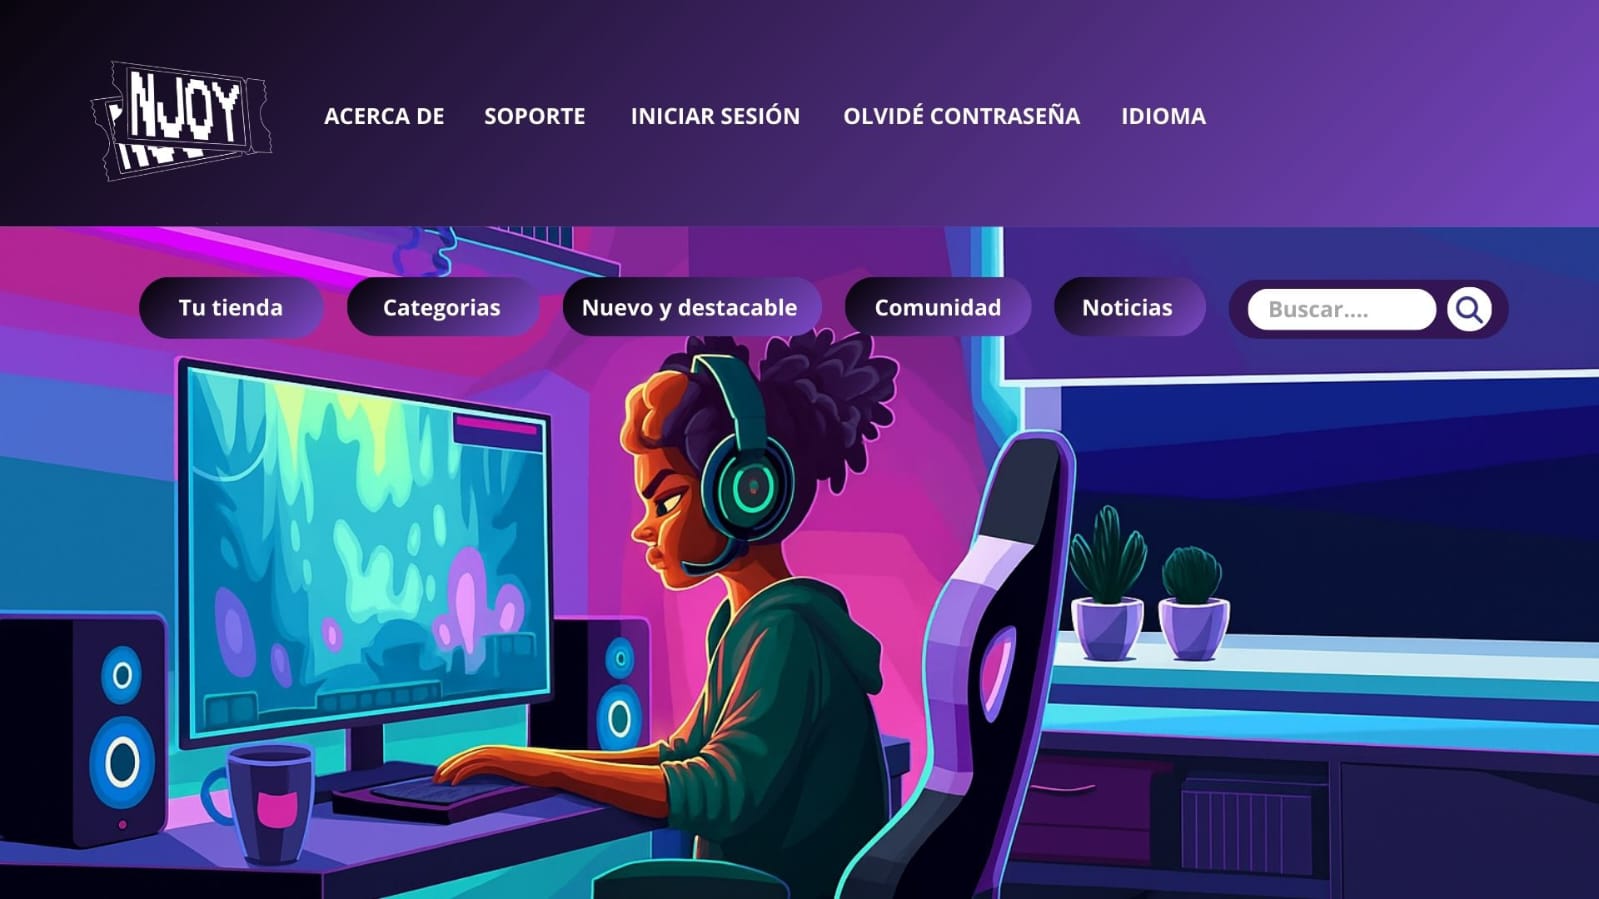 NJOY
ACERCA DE SOPORTE INICIAR SESIÓN OLVIDÉ CONTRASEÑA IDIOMA
Tu tienda Categorias Nuevo y destacable Comunidad Noticias Buscar....